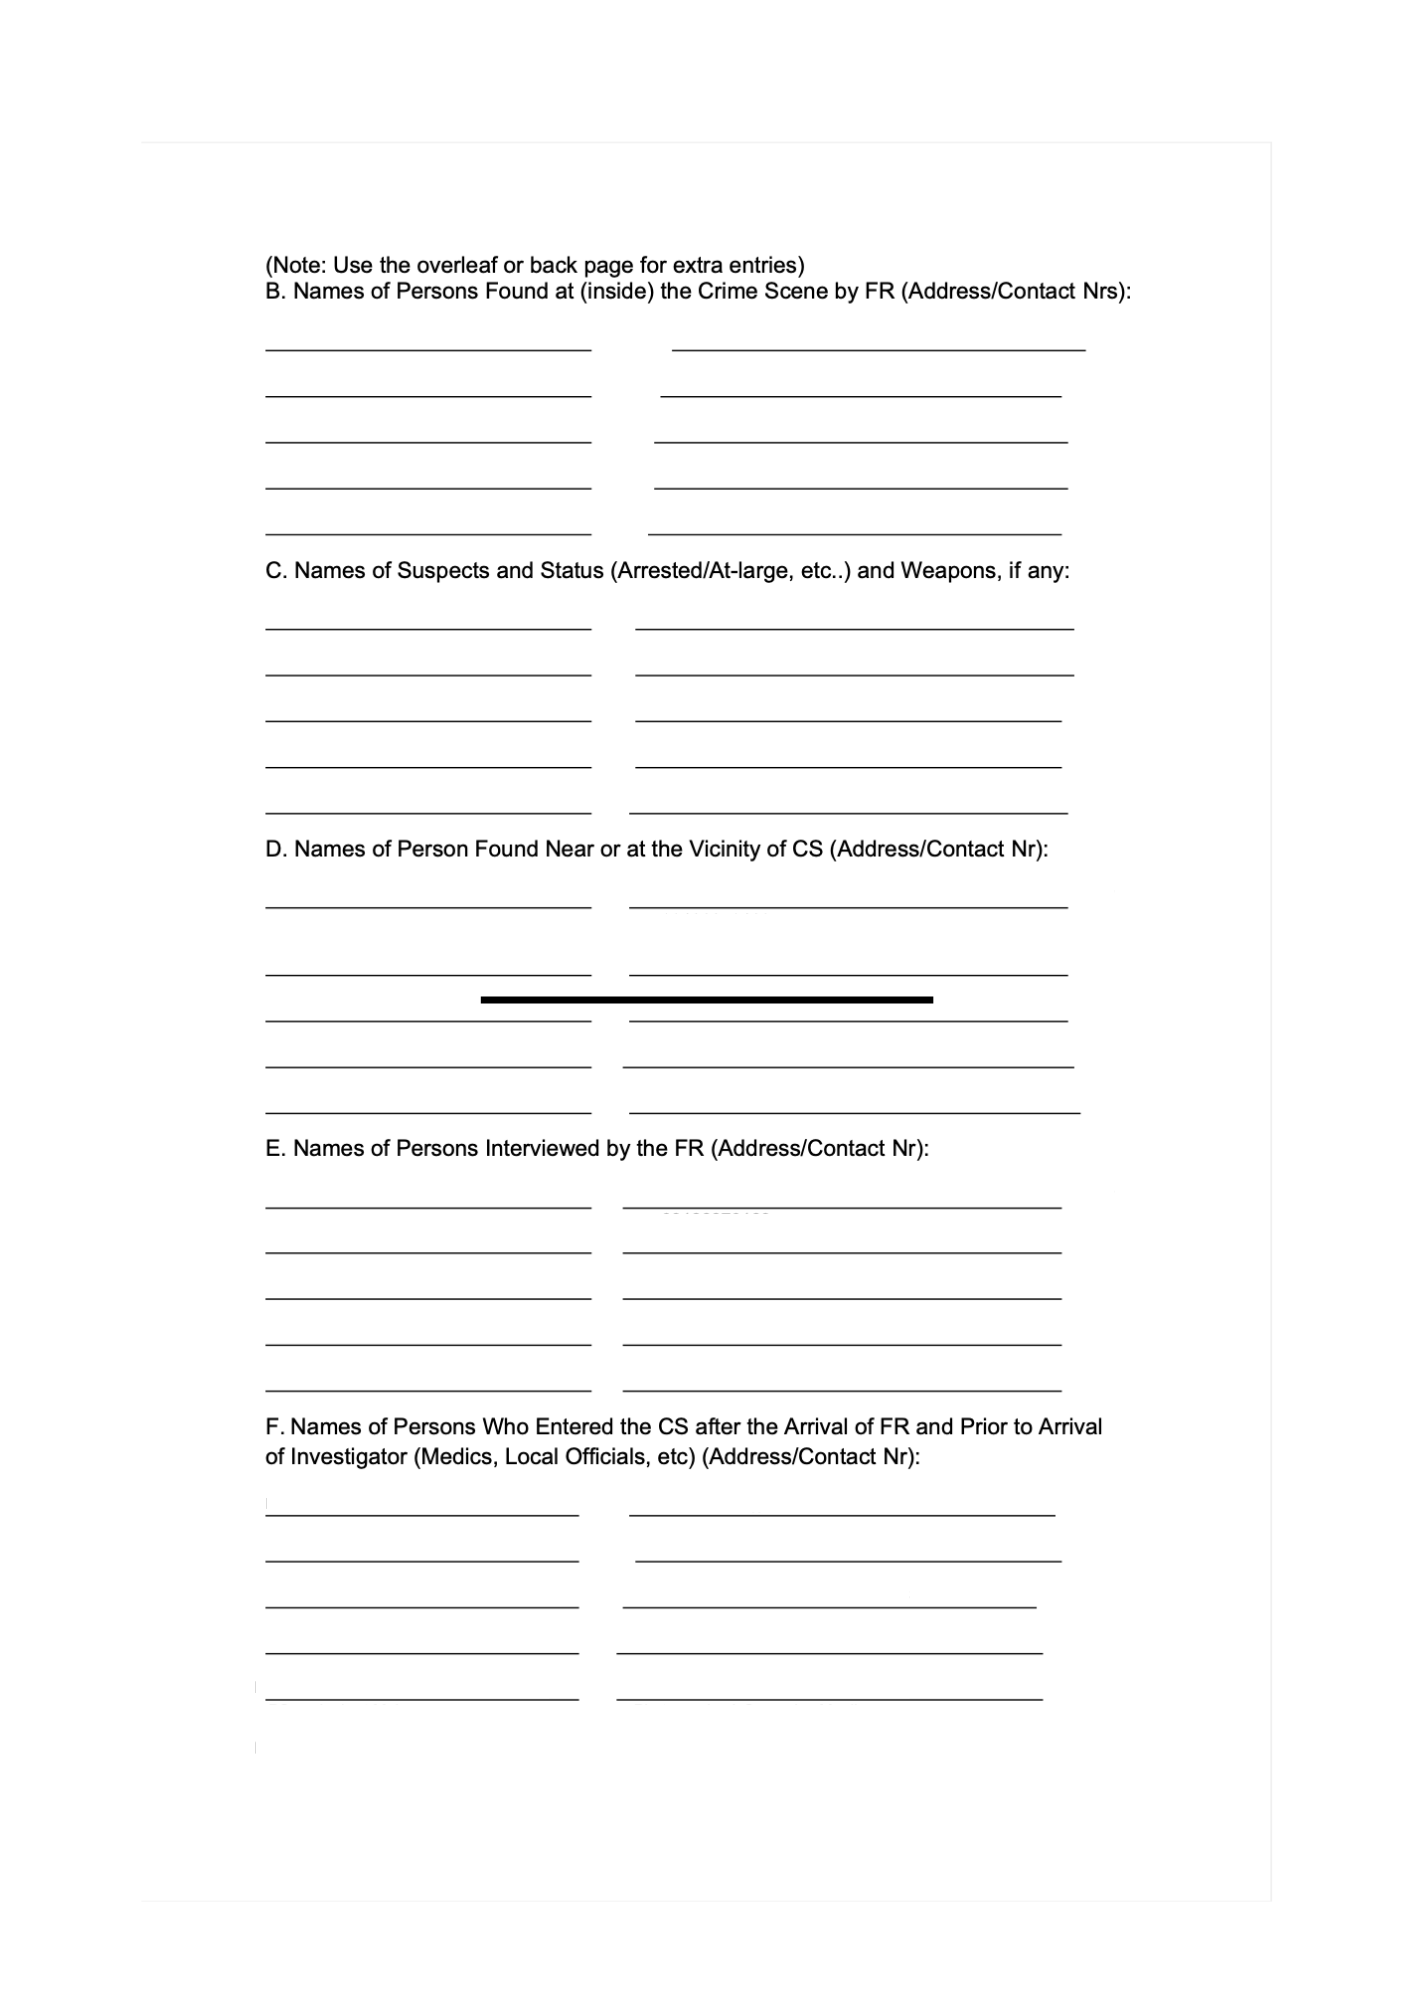 (Note: Use the overleaf or back page for extra entries)
B. Names of Persons Found at (inside) the Crime Scene by FR (Address/Contact Nrs):
C. Names of Suspects and Status (Arrested/At-large, etc..) and Weapons, if any:
D. Names of Person Found Near or at the Vicinity of CS (Address/Contact Nr):
E. Names of Persons Interviewed by the FR (Address/Contact Nr):
F. Names of Persons Who Entered the CS after the Arrival of FR and Prior to Arrival
of Investigator (Medics, Local Officials, etc) (Address/Contact Nr):